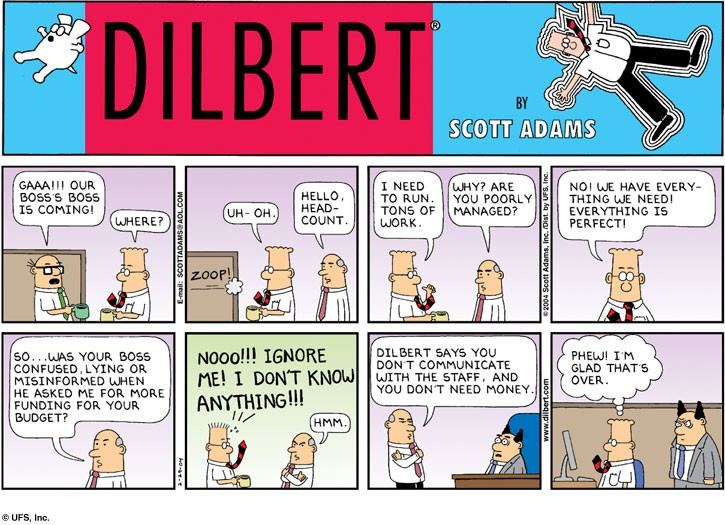 DILBERT®
BY
SCOTT ADAMS
GAAA!!! OUR
BOSS'S BOSS
IS COMING!
WHERE?
E-mail: SCOTTADAMS@AOL.COM
UH-OH.
HELLO,
HEAD-
COUNT.
ZOOP!
I NEED
TO RUN.
TONS OF
WORK.
WHY? ARE
YOU POORLY
MANAGED?
© 2004 Scott Adams, Inc./Dist. by UFS, Inc.
NO! WE HAVE EVERY-
THING WE NEED!
EVERYTHING IS
PERFECT!
SO...WAS YOUR BOSS
CONFUSED, LYING OR
MISINFORMED WHEN
HE ASKED ME FOR MORE
FUNDING FOR YOUR
BUDGET?
2-29-04
NOOO!!! IGNORE
ME! I DON'T KNOW
ANYTHING!!!
HMM.
DILBERT SAYS YOU
DON'T COMMUNICATE
WITH THE STAFF, AND
YOU DON'T NEED MONEY.
www.dilbert.com
PHEW! I'M
GLAD THAT'S
OVER.
© UFS, Inc.